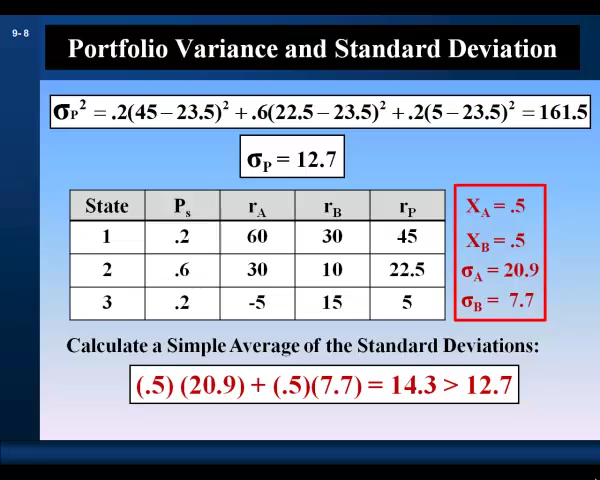 9- 8
Portfolio Variance and Standard Deviation
σP² = .2(45 – 23.5)² + .6(22.5 – 23.5)² + .2(5 – 23.5)² = 161.5
σP = 12.7
State Ps rA rB rP
1 .2 60 30 45
2 .6 30 10 22.5
3 .2 -5 15 5
XA = .5
XB = .5
σA = 20.9
σB = 7.7
Calculate a Simple Average of the Standard Deviations:
(.5) (20.9) + (.5)(7.7) = 14.3 > 12.7